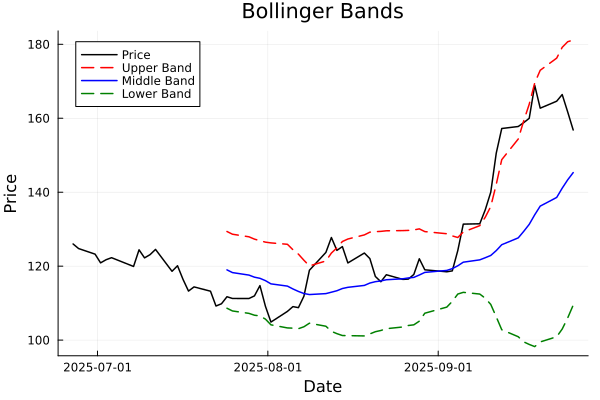 Bollinger Bands
Price
Upper Band
Middle Band
Lower Band
180
160
140
120
100
Price
2025-07-01
2025-08-01
2025-09-01
Date